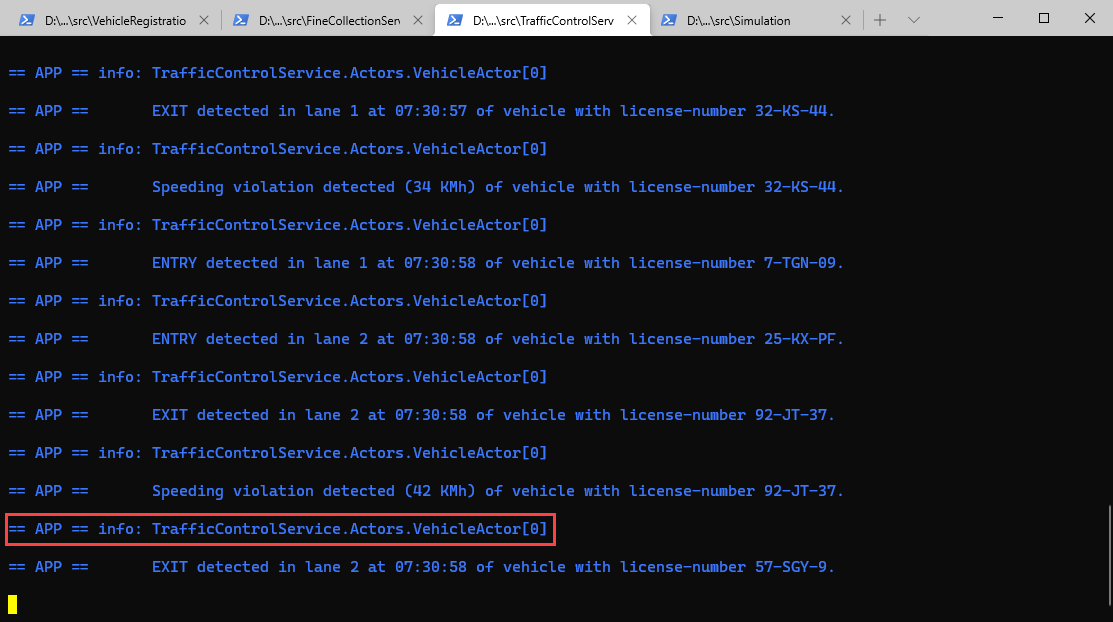 D:\...\src\VehicleRegistratio
D:\...\src\FineCollectionServ
D:\...\src\TrafficControlServ
D:\...\src\Simulation
== APP == info: TrafficControlService.Actors.VehicleActor[0]
== APP ==       EXIT detected in lane 1 at 07:30:57 of vehicle with license-number 32-KS-44.
== APP == info: TrafficControlService.Actors.VehicleActor[0]
== APP ==       Speeding violation detected (34 KMh) of vehicle with license-number 32-KS-44.
== APP == info: TrafficControlService.Actors.VehicleActor[0]
== APP ==       ENTRY detected in lane 1 at 07:30:58 of vehicle with license-number 7-TGN-09.
== APP == info: TrafficControlService.Actors.VehicleActor[0]
== APP ==       ENTRY detected in lane 2 at 07:30:58 of vehicle with license-number 25-KX-PF.
== APP == info: TrafficControlService.Actors.VehicleActor[0]
== APP ==       EXIT detected in lane 2 at 07:30:58 of vehicle with license-number 92-JT-37.
== APP == info: TrafficControlService.Actors.VehicleActor[0]
== APP ==       Speeding violation detected (42 KMh) of vehicle with license-number 92-JT-37.
== APP == info: TrafficControlService.Actors.VehicleActor[0]
== APP ==       EXIT detected in lane 2 at 07:30:58 of vehicle with license-number 57-SGY-9.